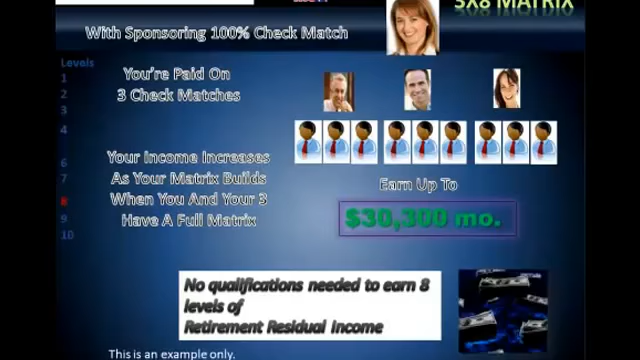 3X8 MATRIX
With Sponsoring 100% Check Match
Levels
1
2
3
4
6
7
8
9
10
You're Paid On
3 Check Matches
Your Income Increases
As Your Matrix Builds
When You And Your 3
Have A Full Matrix
Earn Up To
$30,300 mo.
No qualifications needed to earn 8
levels of
Retirement Residual Income
This is an example only.